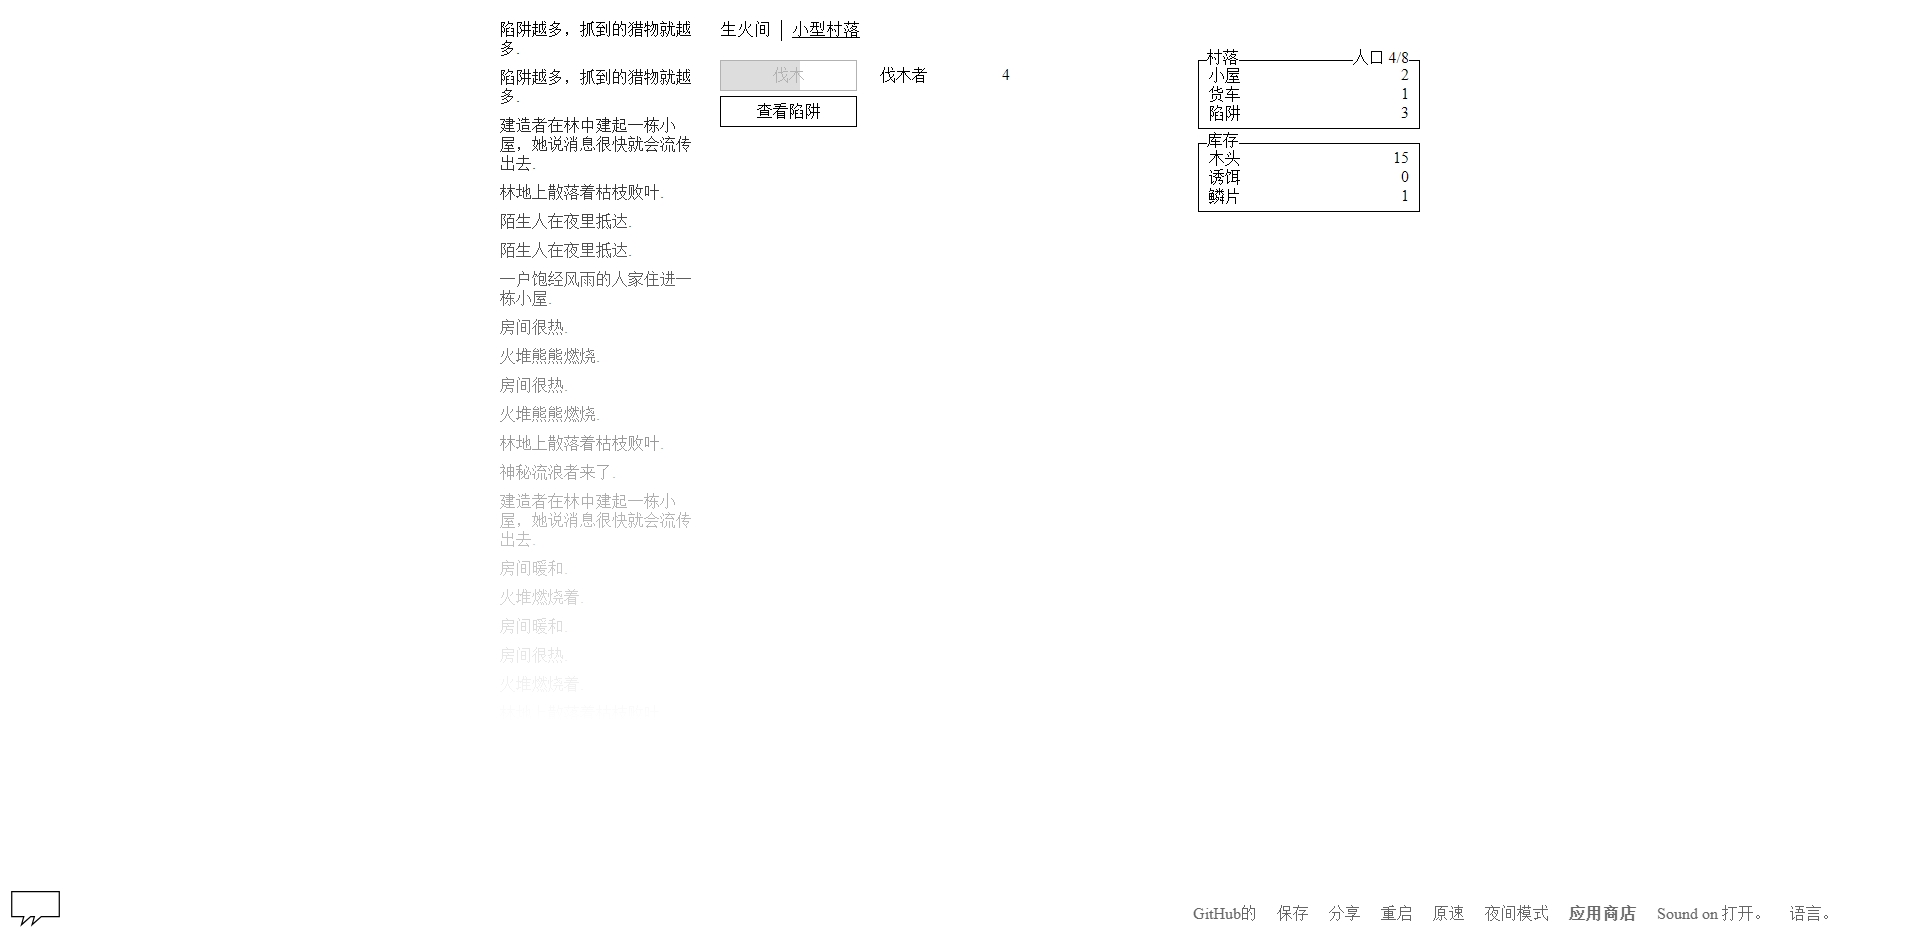 陷阱越多，抓到的猎物就越
多.
陷阱越多，抓到的猎物就越
多.
建造者在林中建起一栋小
屋，她说消息很快就会流传
出去.
林地上散落着枯枝败叶.
陌生人在夜里抵达.
陌生人在夜里抵达.
一户饱经风雨的人家住进一
栋小屋.
房间很热.
火堆熊熊燃烧.
房间很热.
火堆熊熊燃烧.
林地上散落着枯枝败叶.
神秘流浪者来了.
建造者在林中建起一栋小
屋，她说消息很快就会流传
出去.
房间暖和.
火堆燃烧着.
房间暖和.
房间很热.
火堆燃烧着
生火间 小型村落
伐木
查看陷阱
伐木者 4
村落 人口 4/8
小屋 2
货车 1
陷阱 3
库存
木头 15
诱饵 0
鳞片 1
GitHub的 保存 分享 重启 原速 夜间模式 应用商店 Sound on 打开。 语言。